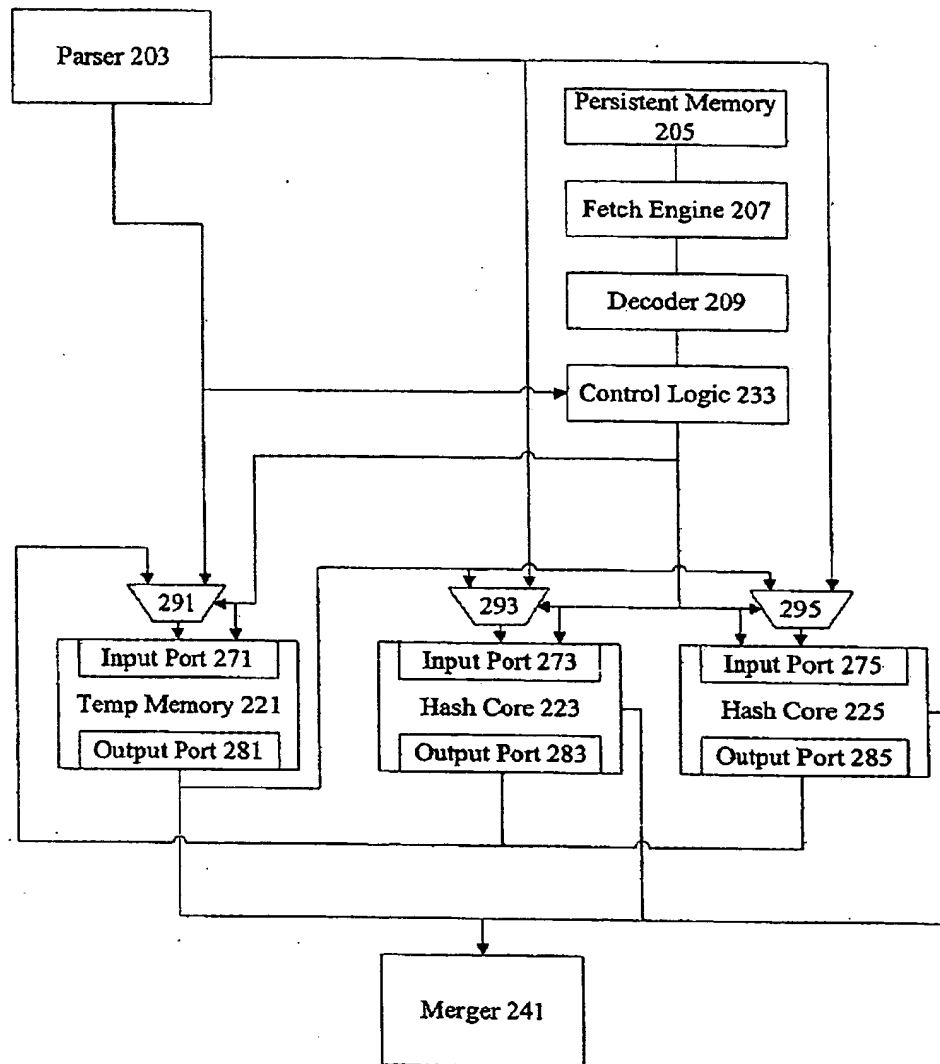 Parser 203
Persistent Memory
205
Fetch Engine 207
Decoder 209
Control Logic 233
291
293
295
Input Port 271
Temp Memory 221
Output Port 281
Input Port 273
Hash Core 223
Output Port 283
Input Port 275
Hash Core 225
Output Port 285
Merger 241